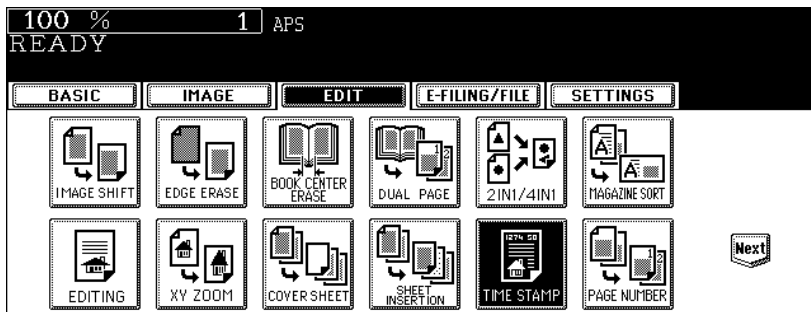 100 % 1 APS
READY
BASIC IMAGE EDIT E-FILING/FILE SETTINGS
IMAGE SHIFT EDGE ERASE BOOK CENTER ERASE DUAL PAGE 2IN1/4IN1 MAGAZINE SORT
EDITING XY ZOOM COVER SHEET SHEET INSERTION TIME STAMP PAGE NUMBER
Next